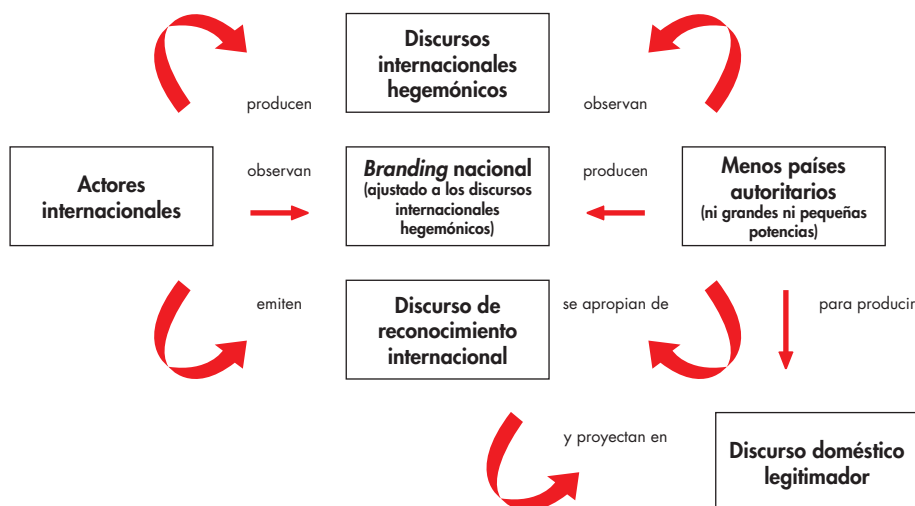 Discursos
internacionales
hegemónicos
producen
observan
Actores
internacionales
observan
Branding nacional
(ajustado a los discursos
internacionales
hegemónicos)
producen
Menos países
autoritarios
(ni grandes ni pequeñas
potencias)
emiten
Discurso de
reconocimiento
internacional
se apropian de
para producir
y proyectan en
Discurso doméstico
legitimador